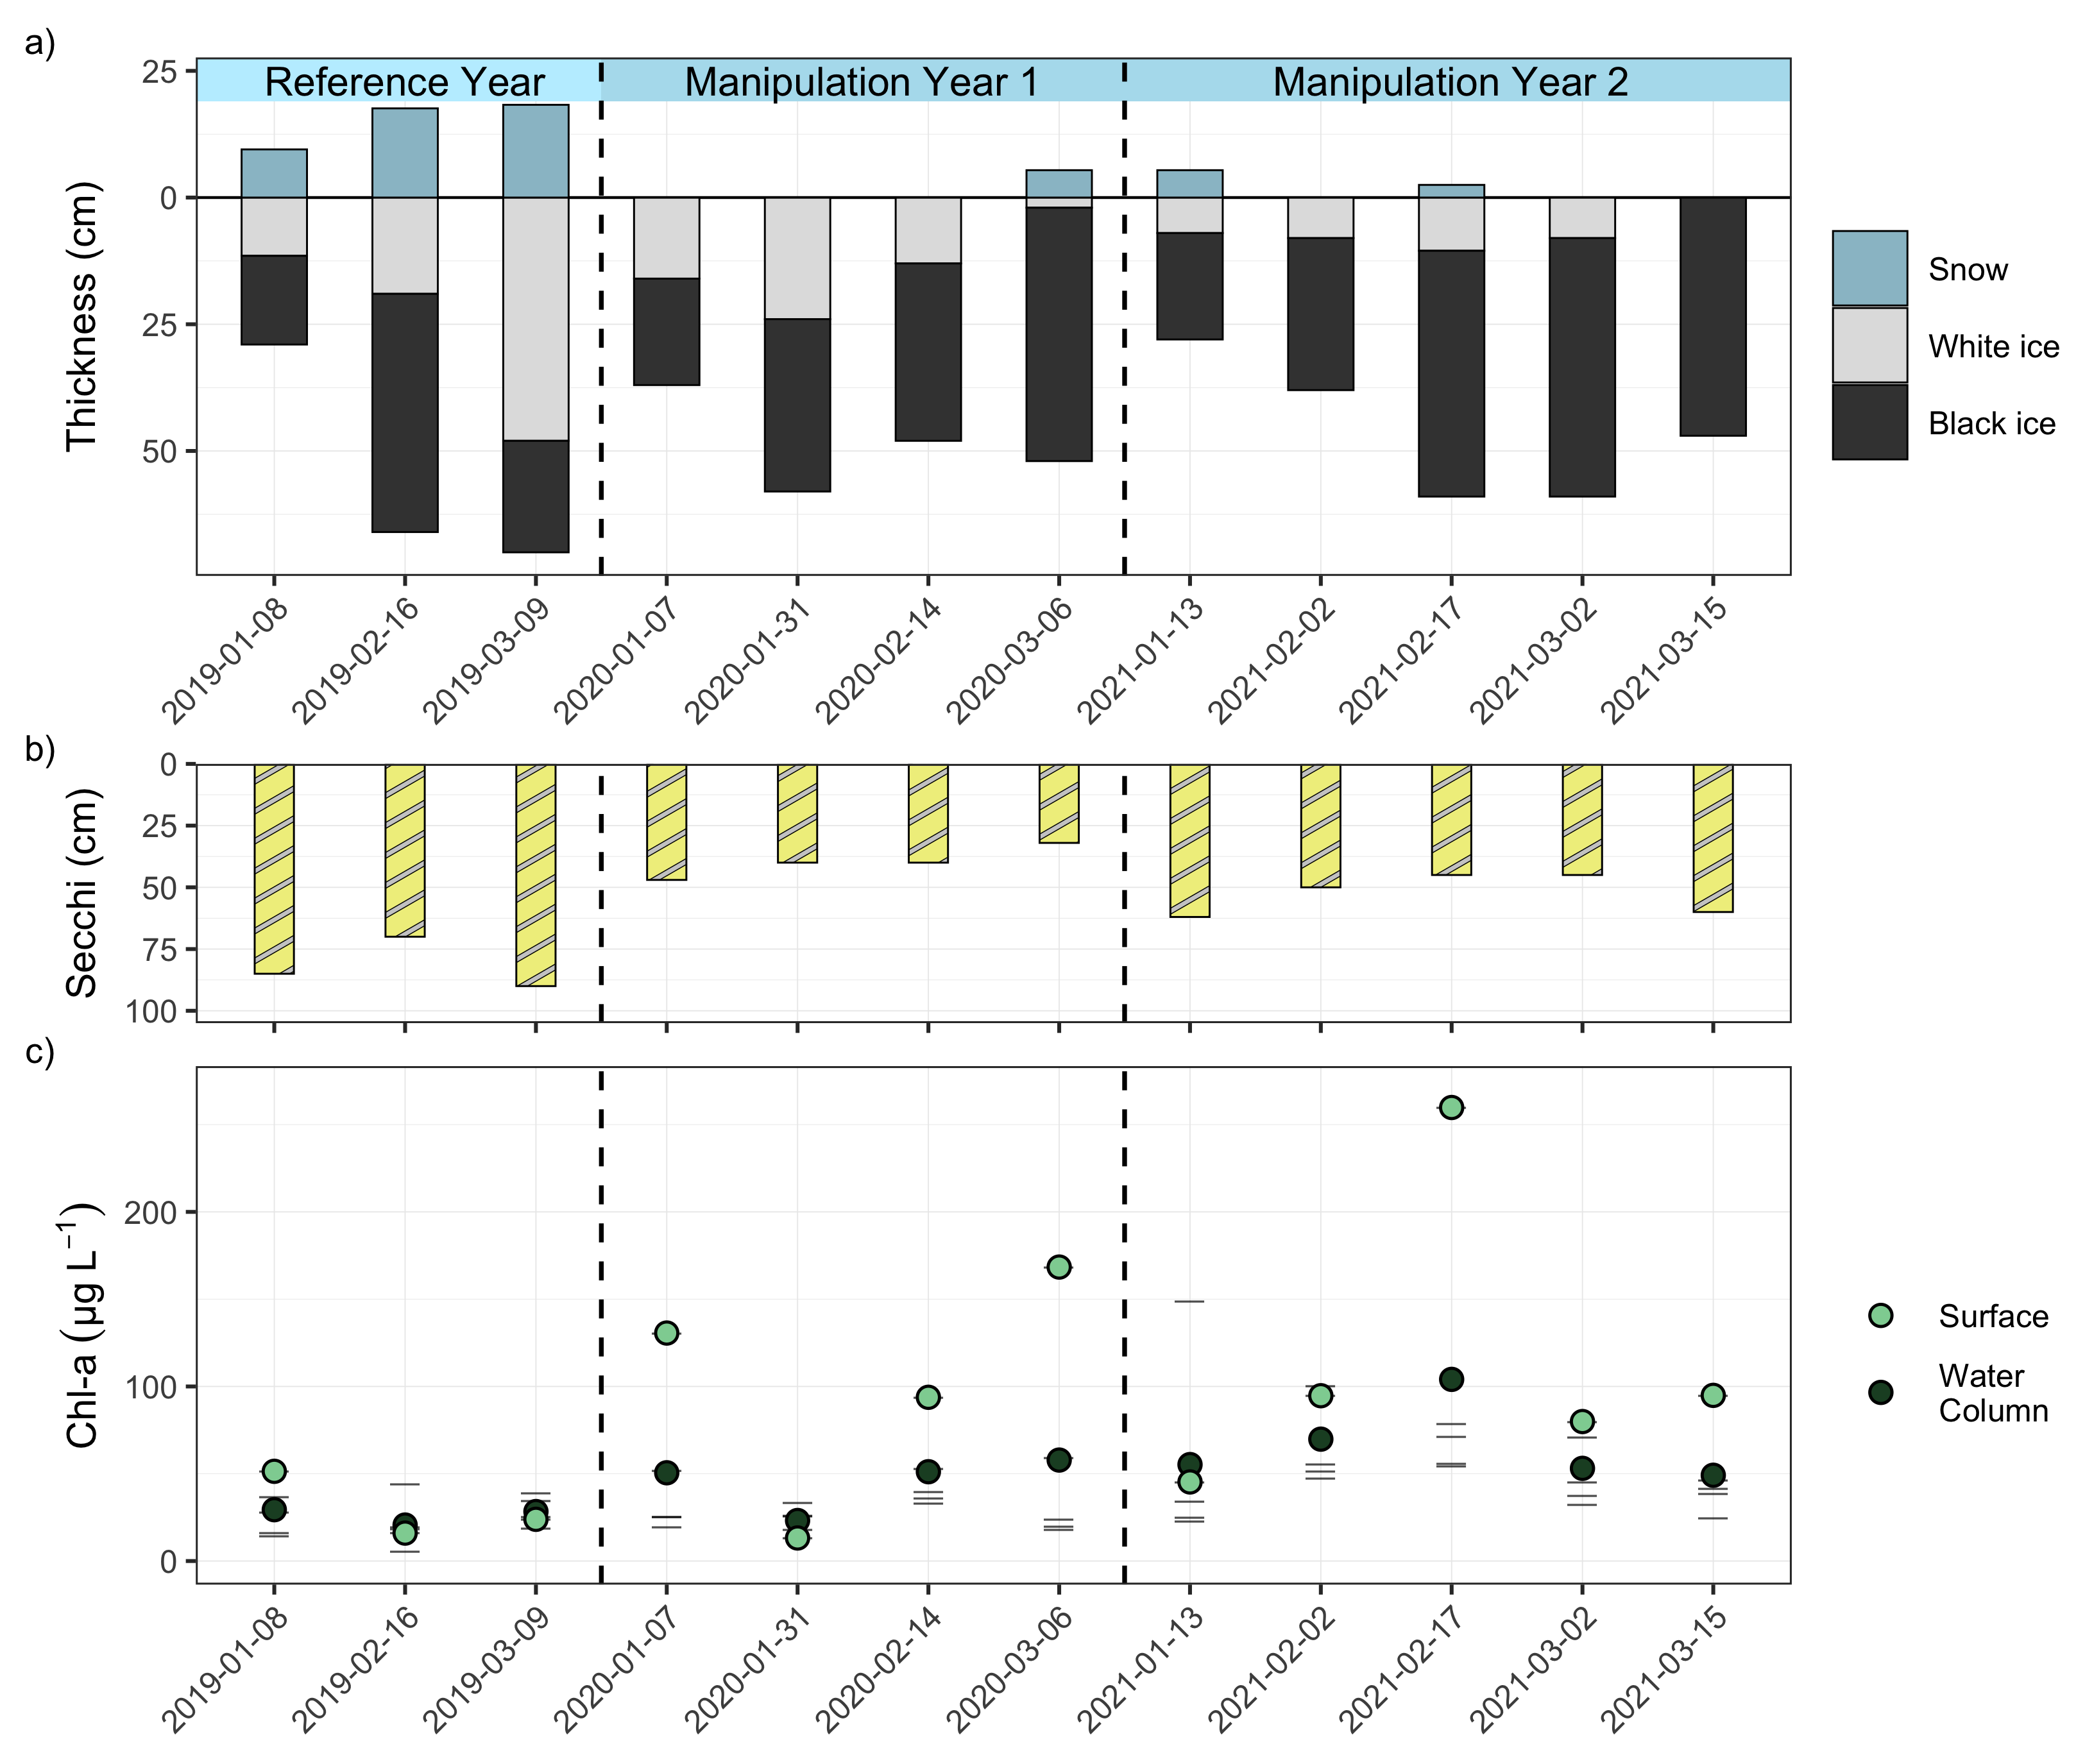 a)
Reference Year Manipulation Year 1 Manipulation Year 2
Thickness (cm)
25
0
25
50
Snow
White ice
Black ice
2019-01-08 2019-02-16 2019-03-09 2020-01-07 2020-01-31 2020-02-14 2020-03-06 2021-01-13 2021-02-02 2021-02-17 2021-03-02 2021-03-15
b)
Secchi (cm)
0
25
50
75
100
c)
Chl-a (µg L⁻¹)
200
100
0
Surface
Water
Column
2019-01-08 2019-02-16 2019-03-09 2020-01-07 2020-01-31 2020-02-14 2020-03-06 2021-01-13 2021-02-02 2021-02-17 2021-03-02 2021-03-15